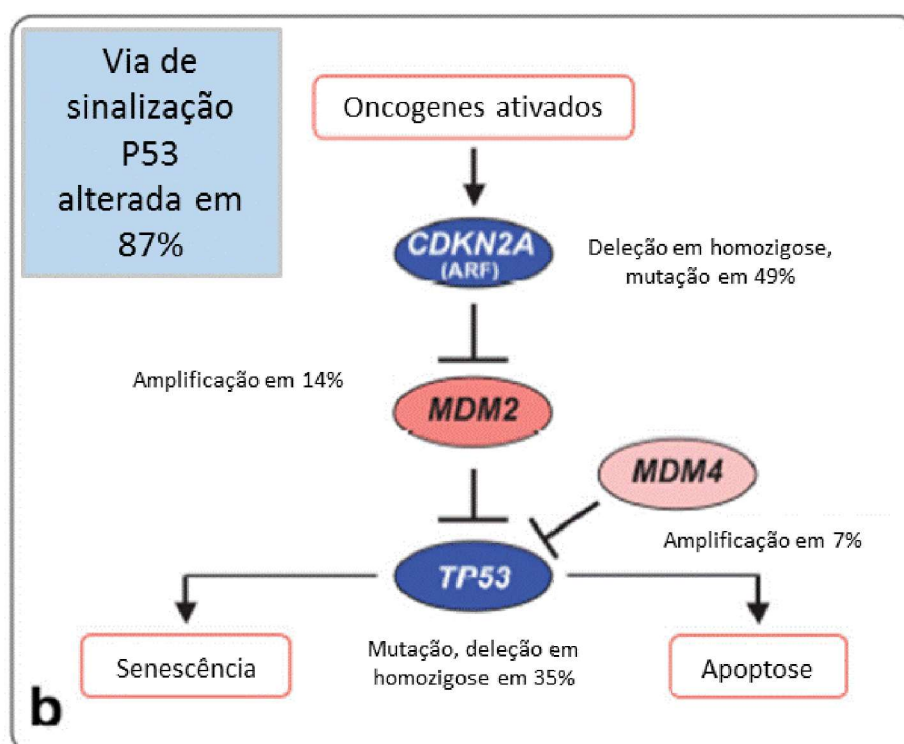 Via de
sinalização
P53
alterada em
87%
Oncogenes ativados
CDKN2A
(ARF)
Deleção em homozigose,
mutação em 49%
Amplificação em 14%
MDM2
MDM4
Amplificação em 7%
TP53
Senescência
Mutação, deleção em
homozigose em 35%
Apoptose
b